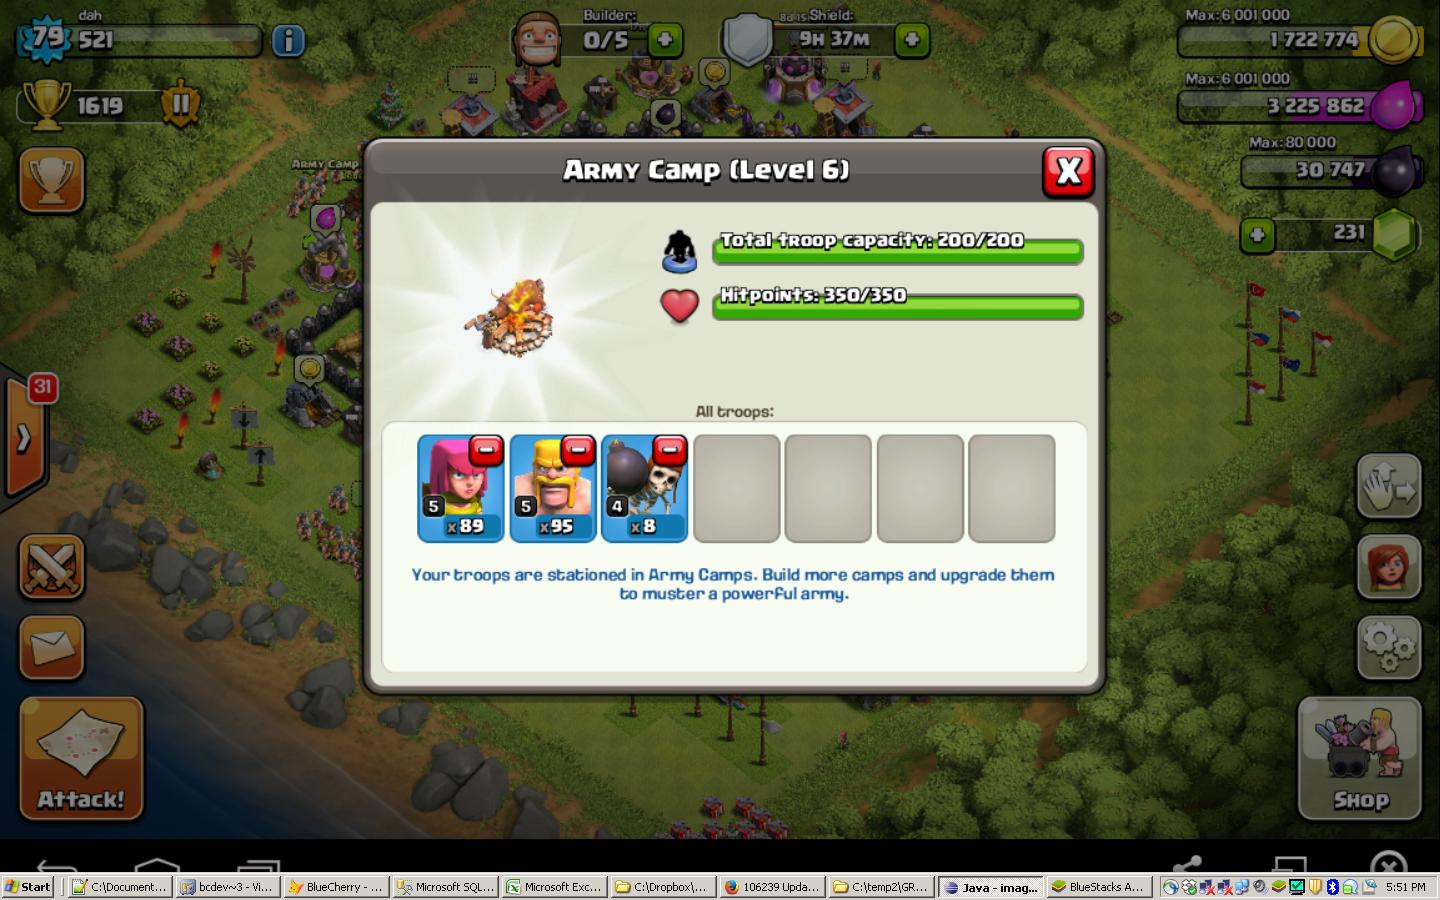 dah
79 521
Builder:
0/5
Shield:
9h 37m
Max: 6 001 000
1 722 774
1619
Max: 6 001 000
3 225 862
Max: 80 000
30 747
231
Army Camp
Army Camp (Level 6)
X
Total troop capacity: 200/200
Hitpoints: 350/350
31
All troops:
5 x89
5 x95
4 x8
Your troops are stationed in Army Camps. Build more camps and upgrade them
to muster a powerful army.
Attack!
Shop
Start
C:\Document...
bcdev~3 - Vi...
BlueCherry - ...
Microsoft SQL...
Microsoft Exc...
C:\Dropbox\...
106239 Upda...
C:\temp2\GR...
Java - imag...
BlueStacks A...
5:51 PM